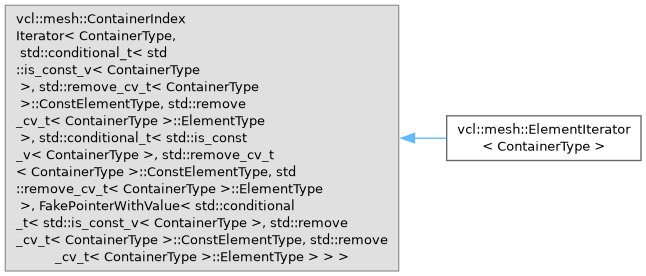 vcl::mesh::ContainerIndex
Iterator< ContainerType,
std::conditional_t< std
::is_const_v< ContainerType
>, std::remove_cv_t< ContainerType
>::ConstElementType, std::remove
_cv_t< ContainerType >::ElementType
>, std::conditional_t< std::is_const
_v< ContainerType >, std::remove_cv_t
< ContainerType >::ConstElementType, std
::remove_cv_t< ContainerType >::ElementType
>, FakePointerWithValue< std::conditional
_t< std::is_const_v< ContainerType >, std::remove
_cv_t< ContainerType >::ConstElementType, std::remove
_cv_t< ContainerType >::ElementType > > >
vcl::mesh::ElementIterator
< ContainerType >